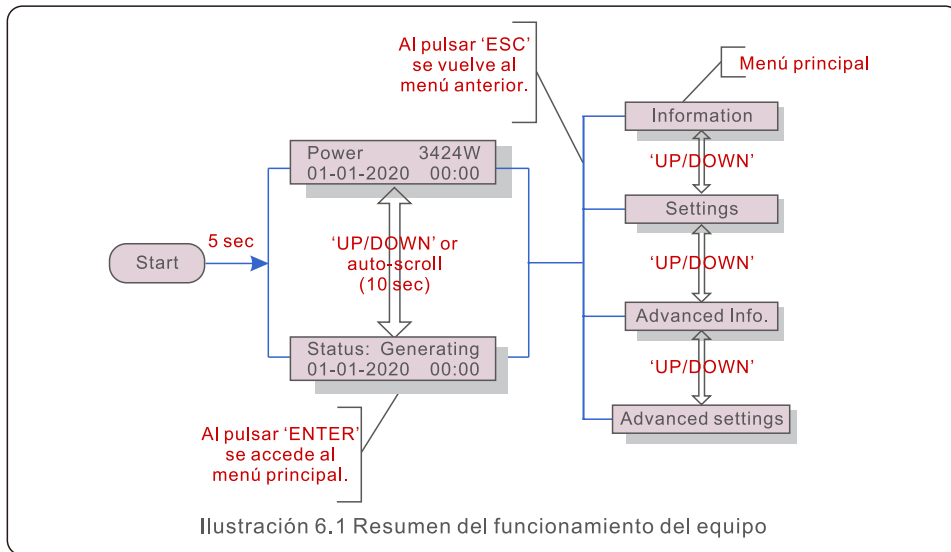 Al pulsar ‘ESC’
se vuelve al
menú anterior.
Menú principal
Information
‘UP/DOWN’
Settings
‘UP/DOWN’
Advanced Info.
‘UP/DOWN’
Advanced settings
Power 3424W
01-01-2020 00:00
5 sec
Start
‘UP/DOWN’ or
auto-scroll
(10 sec)
Status: Generating
01-01-2020 00:00
Al pulsar ‘ENTER’
se accede al
menú principal.
Ilustración 6.1 Resumen del funcionamiento del equipo